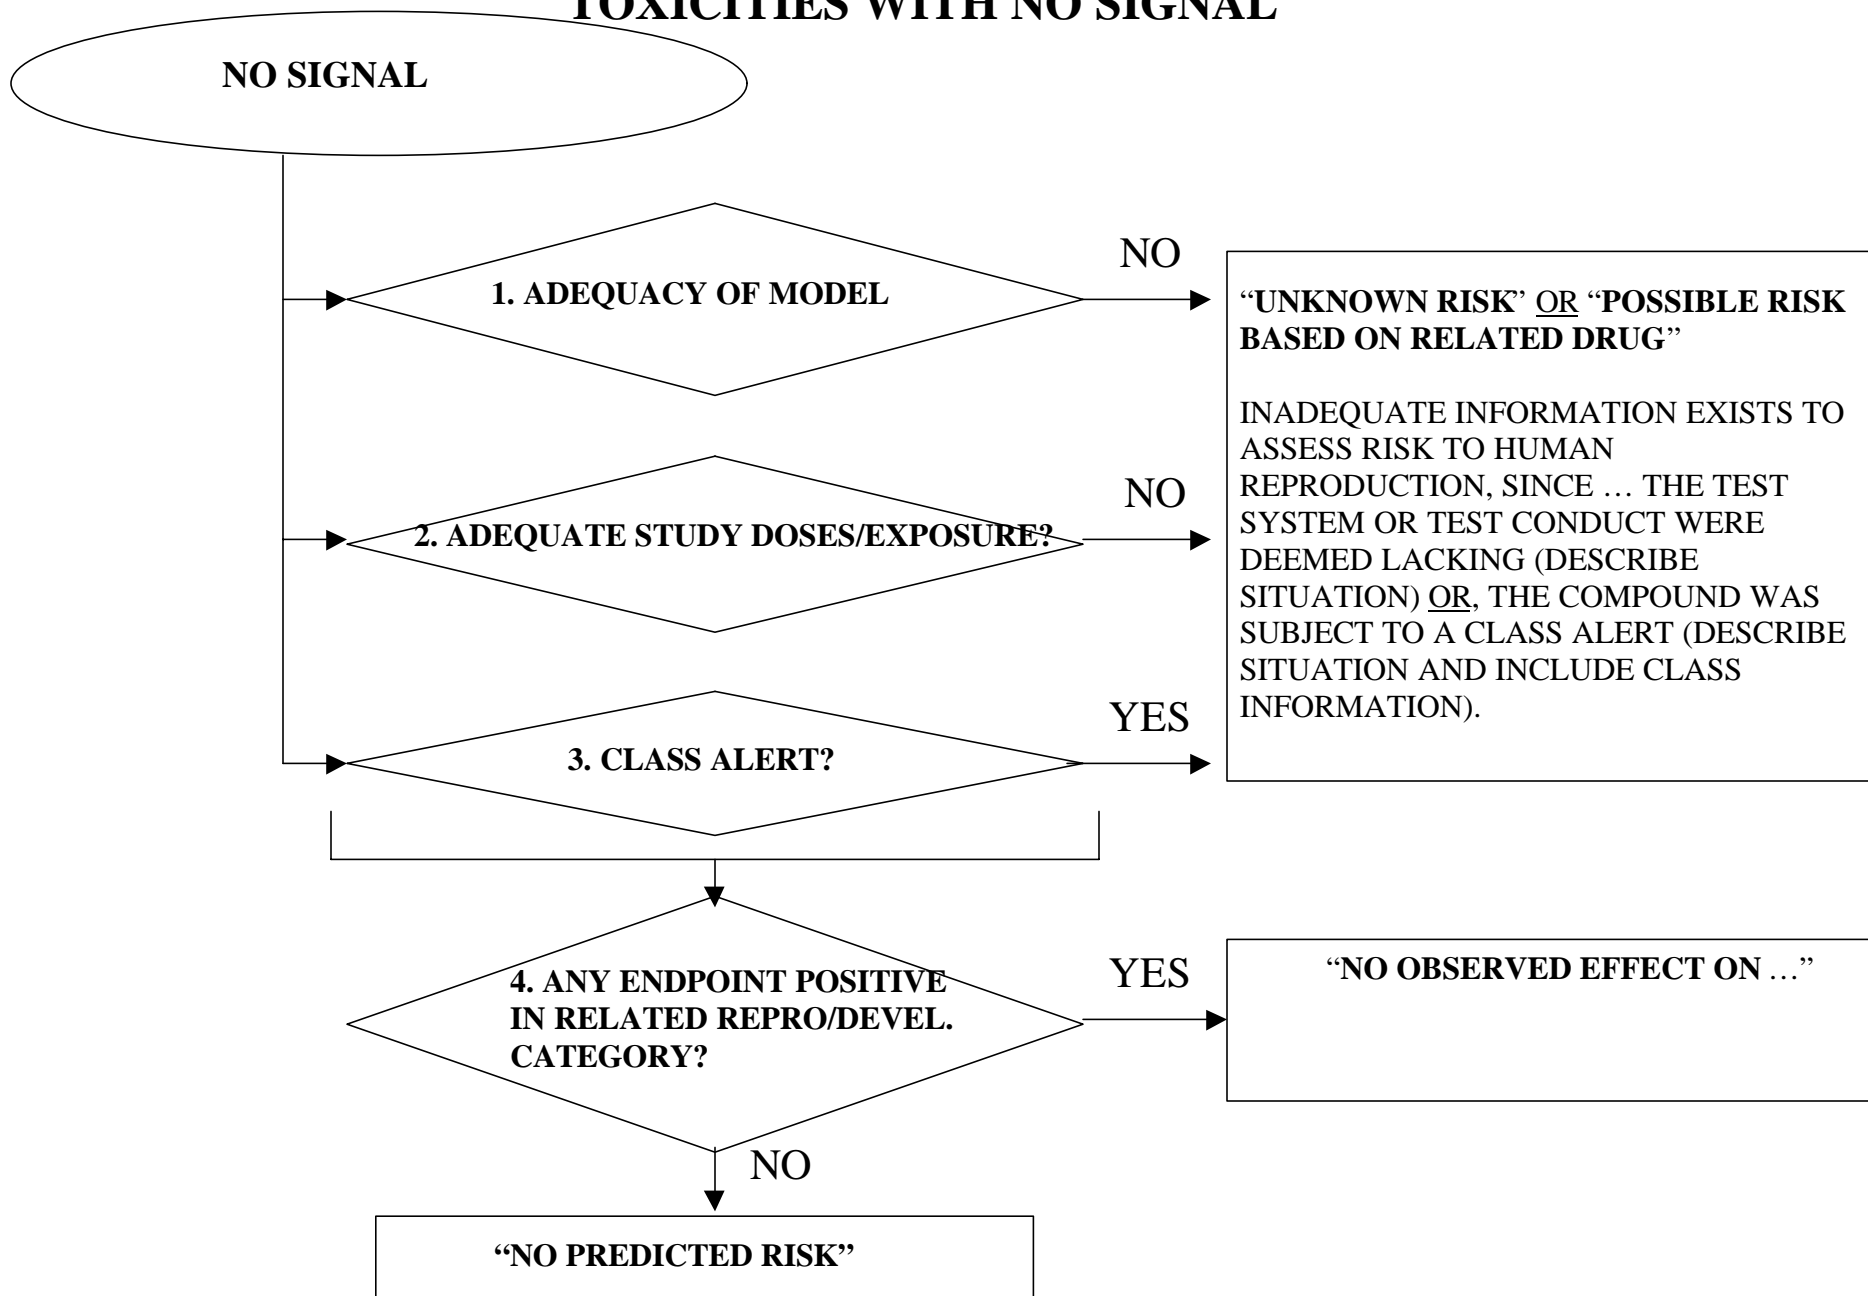 TOXICITIES WITH NO SIGNAL
NO SIGNAL
1. ADEQUACY OF MODEL
NO
“UNKNOWN RISK” OR “POSSIBLE RISK
BASED ON RELATED DRUG”
INADEQUATE INFORMATION EXISTS TO
ASSESS RISK TO HUMAN
REPRODUCTION, SINCE … THE TEST
SYSTEM OR TEST CONDUCT WERE
DEEMED LACKING (DESCRIBE
SITUATION) OR, THE COMPOUND WAS
SUBJECT TO A CLASS ALERT (DESCRIBE
SITUATION AND INCLUDE CLASS
INFORMATION).
2. ADEQUATE STUDY DOSES/EXPOSURE?
NO
3. CLASS ALERT?
YES
4. ANY ENDPOINT POSITIVE
IN RELATED REPRO/DEVEL.
CATEGORY?
YES
“NO OBSERVED EFFECT ON …”
NO
“NO PREDICTED RISK”